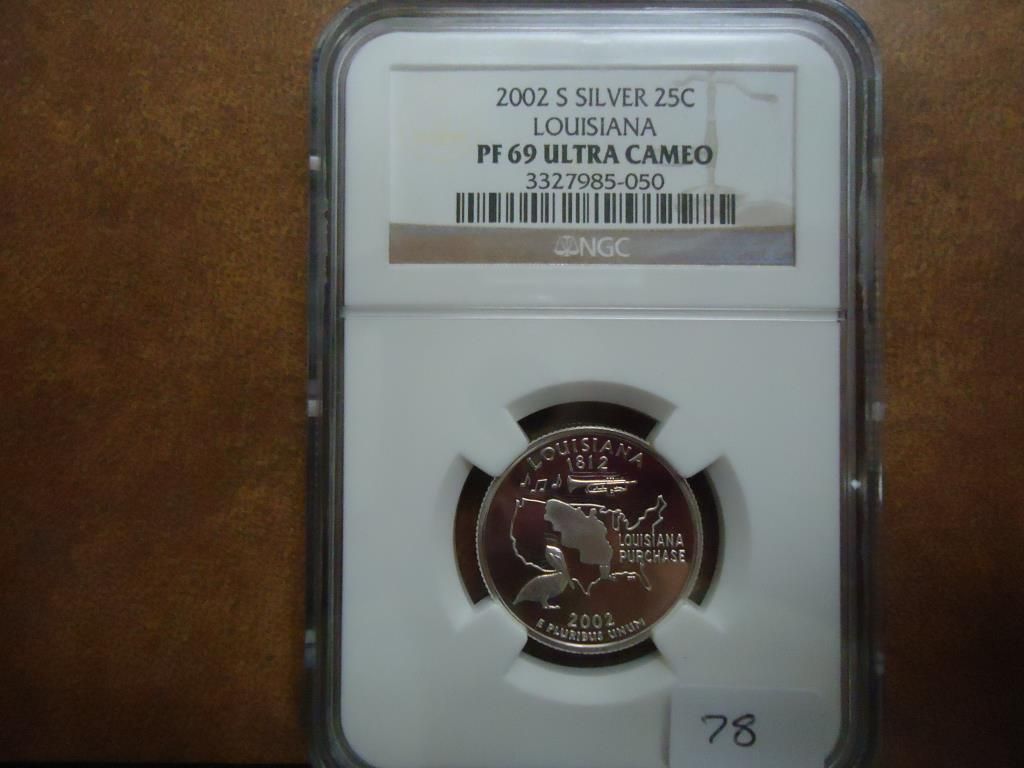 2002 S SILVER 25C
LOUISIANA
PF 69 ULTRA CAMEO
3327985-050
NGC
LOUISIANA
1812
LOUISIANA
PURCHASE
2002
E PLURIBUS UNUM
78